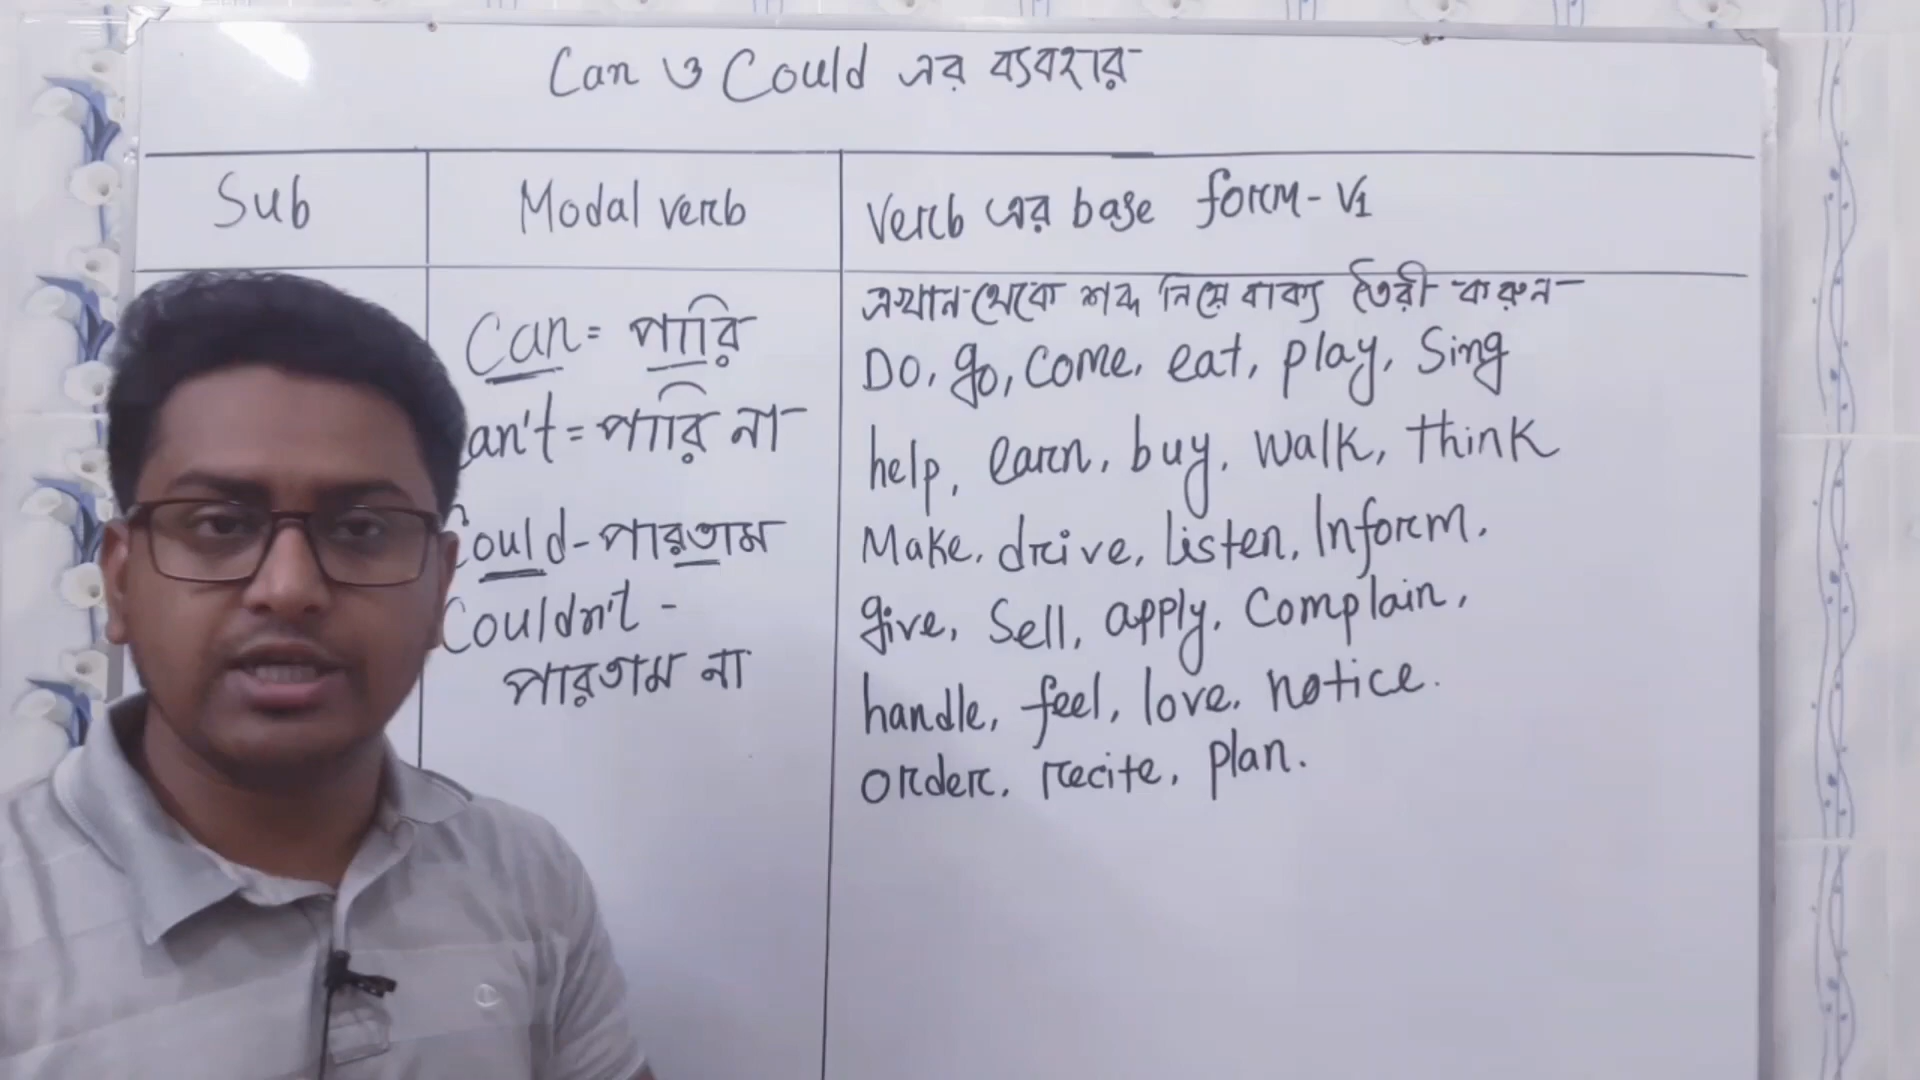 Can ও Could এর ব্যবহার
Sub
Modal verb
Verb এর base form - V1
Can = পারি
an't = পারি না
Could - পারতাম
Couldn't -
পারতাম না
এখান থেকে শব্দ নিয়ে বাক্য তৈরী করুন
Do, go, come, eat, play, Sing
help, earn, buy, walk, think
Make, drive, listen, Inform,
give, Sell, apply, Complain,
handle, feel, love, notice.
order, recite, plan.